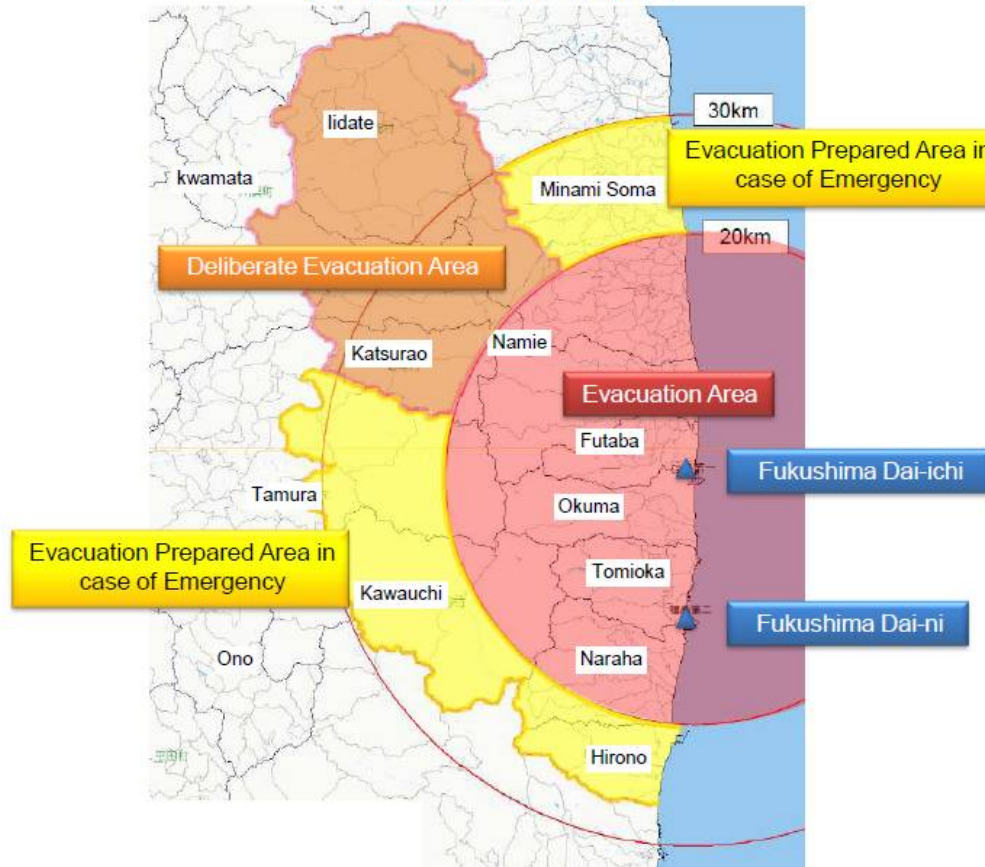 Iidate
30km
Evacuation Prepared Area in
case of Emergency
kwamata
Minami Soma
20km
Deliberate Evacuation Area
Namie
Katsurao
Evacuation Area
Futaba
Fukushima Dai-ichi
Tamura
Okuma
Evacuation Prepared Area in
case of Emergency
Tomioka
Kawauchi
Fukushima Dai-ni
Ono
Naraha
Hirono